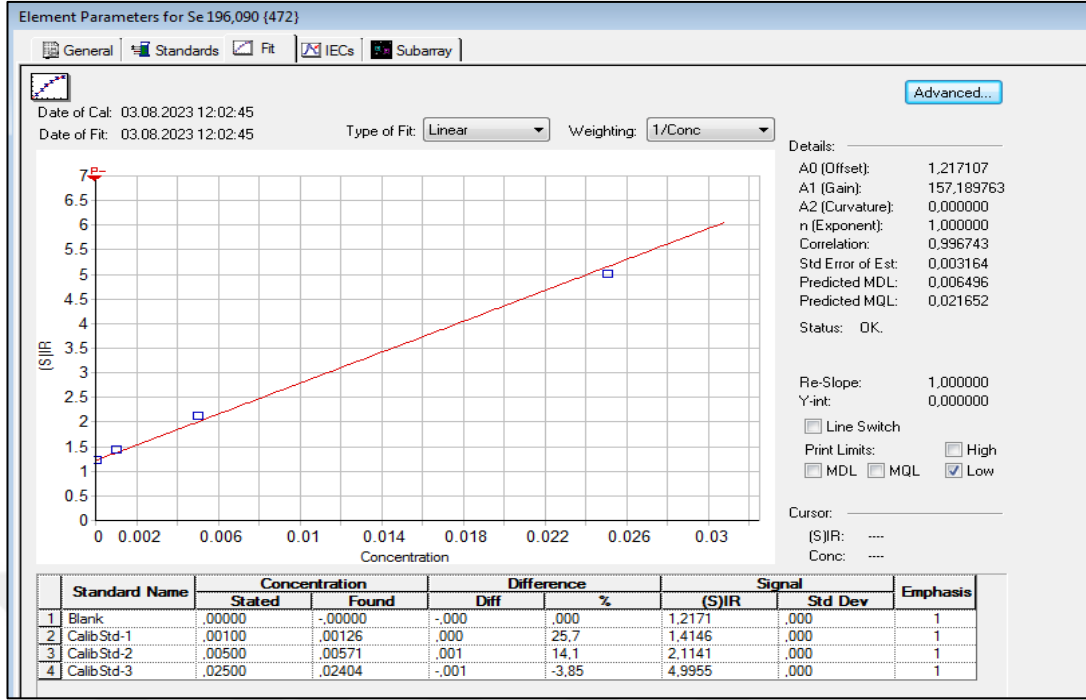 Element Parameters for Se 196,090 {472}
General Standards Fit IECs Subarray
Advanced...
Date of Cal: 03.08.2023 12:02:45
Date of Fit: 03.08.2023 12:02:45
Type of Fit: Linear Weighting: 1/Conc
Details:
A0 (Offset): 1,217107
A1 (Gain): 157,189763
A2 (Curvature): 0,000000
n (Exponent): 1,000000
Correlation: 0,996743
Std Error of Est: 0,003164
Predicted MDL: 0,006496
Predicted MQL: 0,021652
Status: OK.
Re-Slope: 1,000000
Y-int: 0,000000
Line Switch
Print Limits: High
MDL MQL Low
Cursor:
(S)IR: ----
Conc: ----
7
6.5
6
5.5
5
4.5
4
3.5
3
2.5
2
1.5
1
0.5
0
(S)IR
0 0.002 0.006 0.01 0.014 0.018 0.022 0.026 0.03
Concentration
Standard Name Concentration Difference Signal Emphasis
Stated Found Diff % (S)IR Std Dev
1 Blank ,00000 -,00000 -,000 ,000 1,2171 ,000 1
2 CalibStd-1 ,00100 ,00126 ,000 25,7 1,4146 ,000 1
3 CalibStd-2 ,00500 ,00571 ,001 14,1 2,1141 ,000 1
4 CalibStd-3 ,02500 ,02404 -,001 -3,85 4,9955 ,000 1